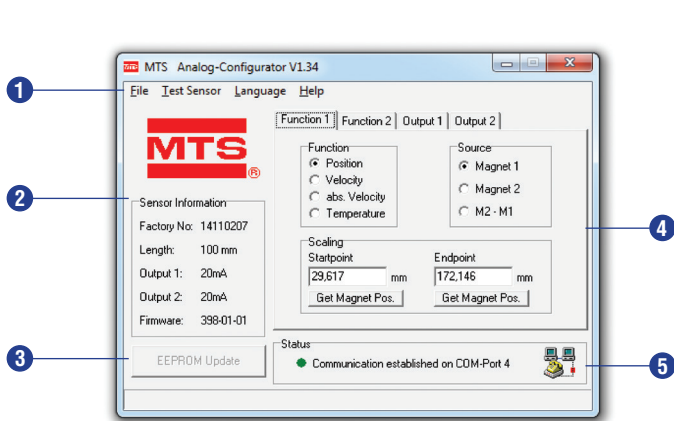 MTS Analog-Configurator V1.34
1
File Test Sensor Language Help
Function 1 Function 2 Output 1 Output 2
MTS®
Function
Position
Velocity
abs. Velocity
Temperature
Source
Magnet 1
Magnet 2
M2 - M1
2
Sensor Information
Factory No: 14110207
Length: 100 mm
Output 1: 20mA
Output 2: 20mA
Firmware: 398-01-01
4
Scaling
Startpoint Endpoint
29,617 mm 172,146 mm
Get Magnet Pos. Get Magnet Pos.
3
EEPROM Update
Status
Communication established on COM-Port 4
5